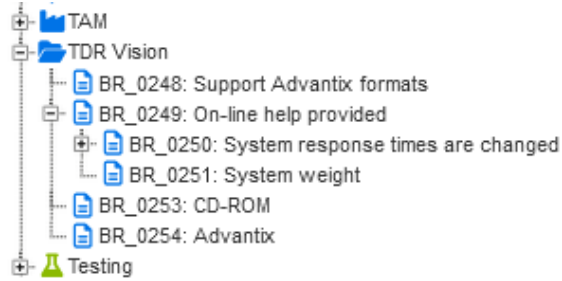 TAM
TDR Vision
BR_0248: Support Advantix formats
BR_0249: On-line help provided
BR_0250: System response times are changed
BR_0251: System weight
BR_0253: CD-ROM
BR_0254: Advantix
Testing